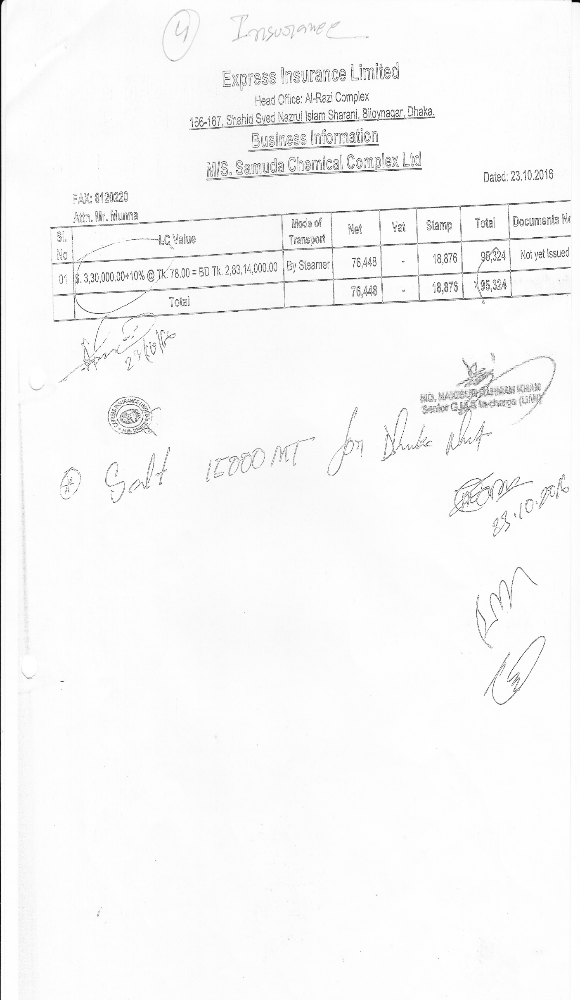 4 Insurance
Express Insurance Limited
Head Office: Al-Razi Complex
166-167, Shahid Syed Nazrul Islam Sharani, Bijoynagar, Dhaka.
Business Information
M/S. Samuda Chemical Complex Ltd
Dated: 23.10.2016
FAX: 8120220
Attn. Mr. Munna
Sl. No LC Value Mode of Transport Net Vat Stamp Total Documents No
01 $. 3,30,000.00+10% @ Tk. 78.00 = BD Tk. 2,83,14,000.00 By Steamer 76,448 - 18,876 95,324 Not yet Issued
Total 76,448 - 18,876 95,324
23/10/16
MD. RAHMAN KHAN
Senior G.M & In-charge
EXPRESS INSURANCE LIMITED
Salt 15000 MT for Dhaka
23.10.2016